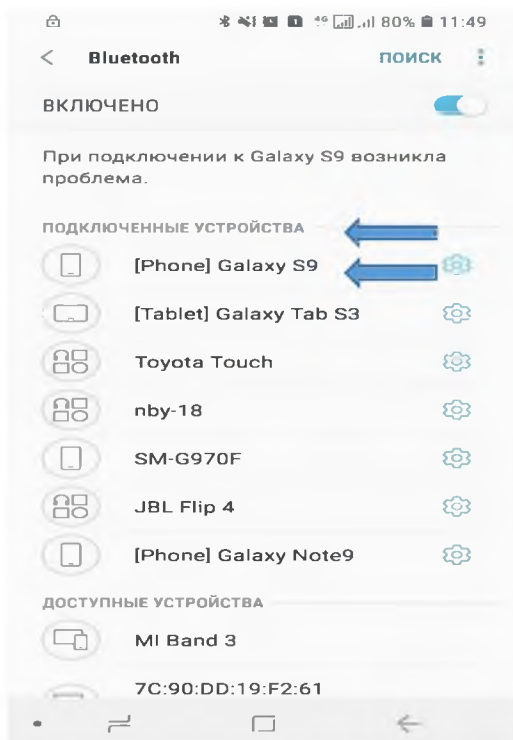 4G 80% 11:49
Bluetooth ПОИСК
ВКЛЮЧЕНО
При подключении к Galaxy S9 возникла
проблема.
ПОДКЛЮЧЕННЫЕ УСТРОЙСТВА
[Phone] Galaxy S9
[Tablet] Galaxy Tab S3
Toyota Touch
nby-18
SM-G970F
JBL Flip 4
[Phone] Galaxy Note9
ДОСТУПНЫЕ УСТРОЙСТВА
MI Band 3
7C:90:DD:19:F2:61